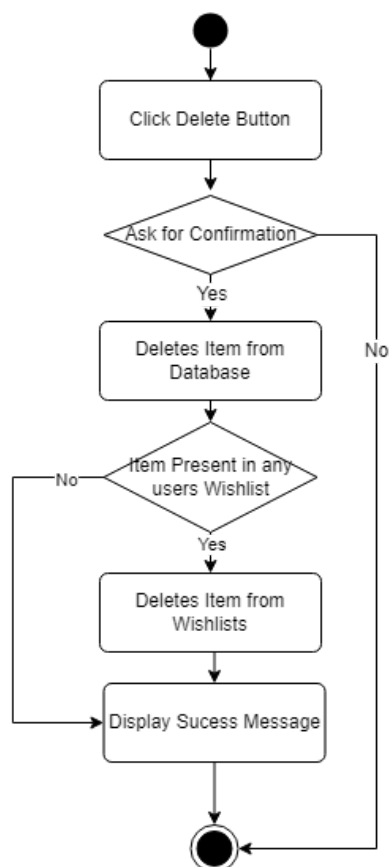 Click Delete Button
Ask for Confirmation
Yes
No
Deletes Item from
Database
Item Present in any
users Wishlist
No
Yes
Deletes Item from
Wishlists
Display Sucess Message